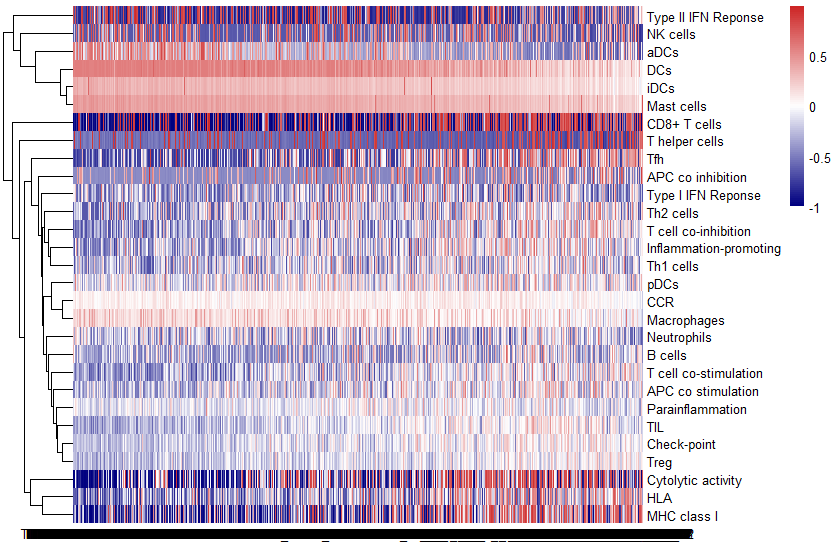 Type II IFN Reponse
NK cells
aDCs
DCs
iDCs
Mast cells
CD8+ T cells
T helper cells
Tfh
APC co inhibition
Type I IFN Reponse
Th2 cells
T cell co-inhibition
Inflammation-promoting
Th1 cells
pDCs
CCR
Macrophages
Neutrophils
B cells
T cell co-stimulation
APC co stimulation
Parainflammation
TIL
Check-point
Treg
Cytolytic activity
HLA
MHC class I
0.5
0
-0.5
-1